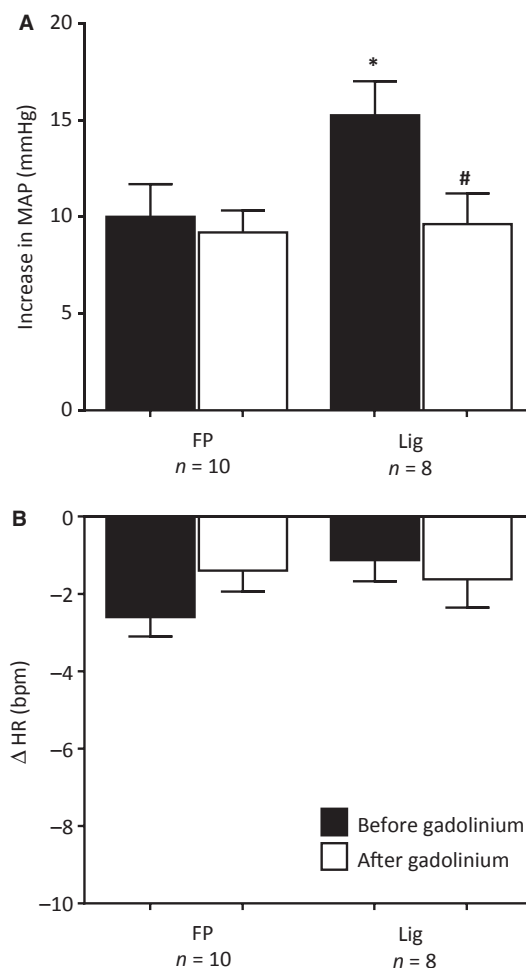 A
20
15
10
5
0
Increase in MAP (mmHg)
*
#
FP
n = 10
Lig
n = 8
B
0
−2
−4
−6
−8
−10
Δ HR (bpm)
Before gadolinium
After gadolinium
FP
n = 10
Lig
n = 8